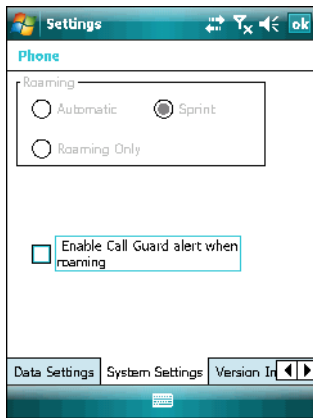 Settings
ok
Phone
Roaming
Automatic
Sprint
Roaming Only
Enable Call Guard alert when
roaming
Data Settings
System Settings
Version In